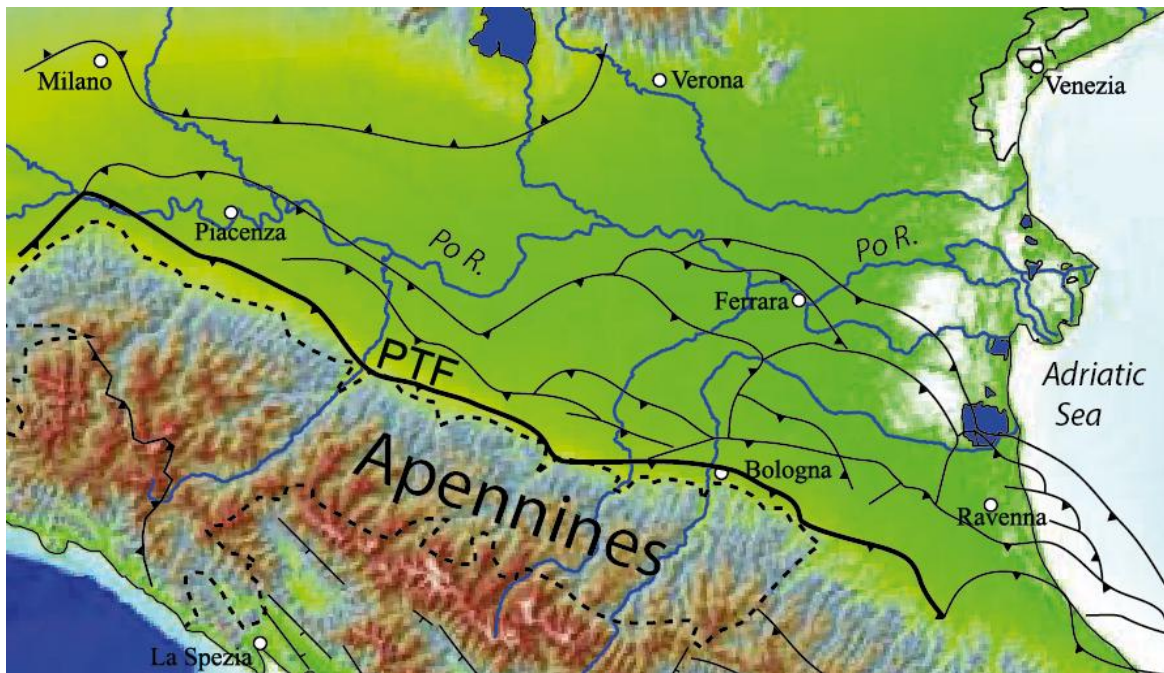 Milano
Verona
Venezia
Piacenza
Po R.
Po R.
Ferrara
PTF
Adriatic
Sea
Apennines
Bologna
Ravenna
La Spezia